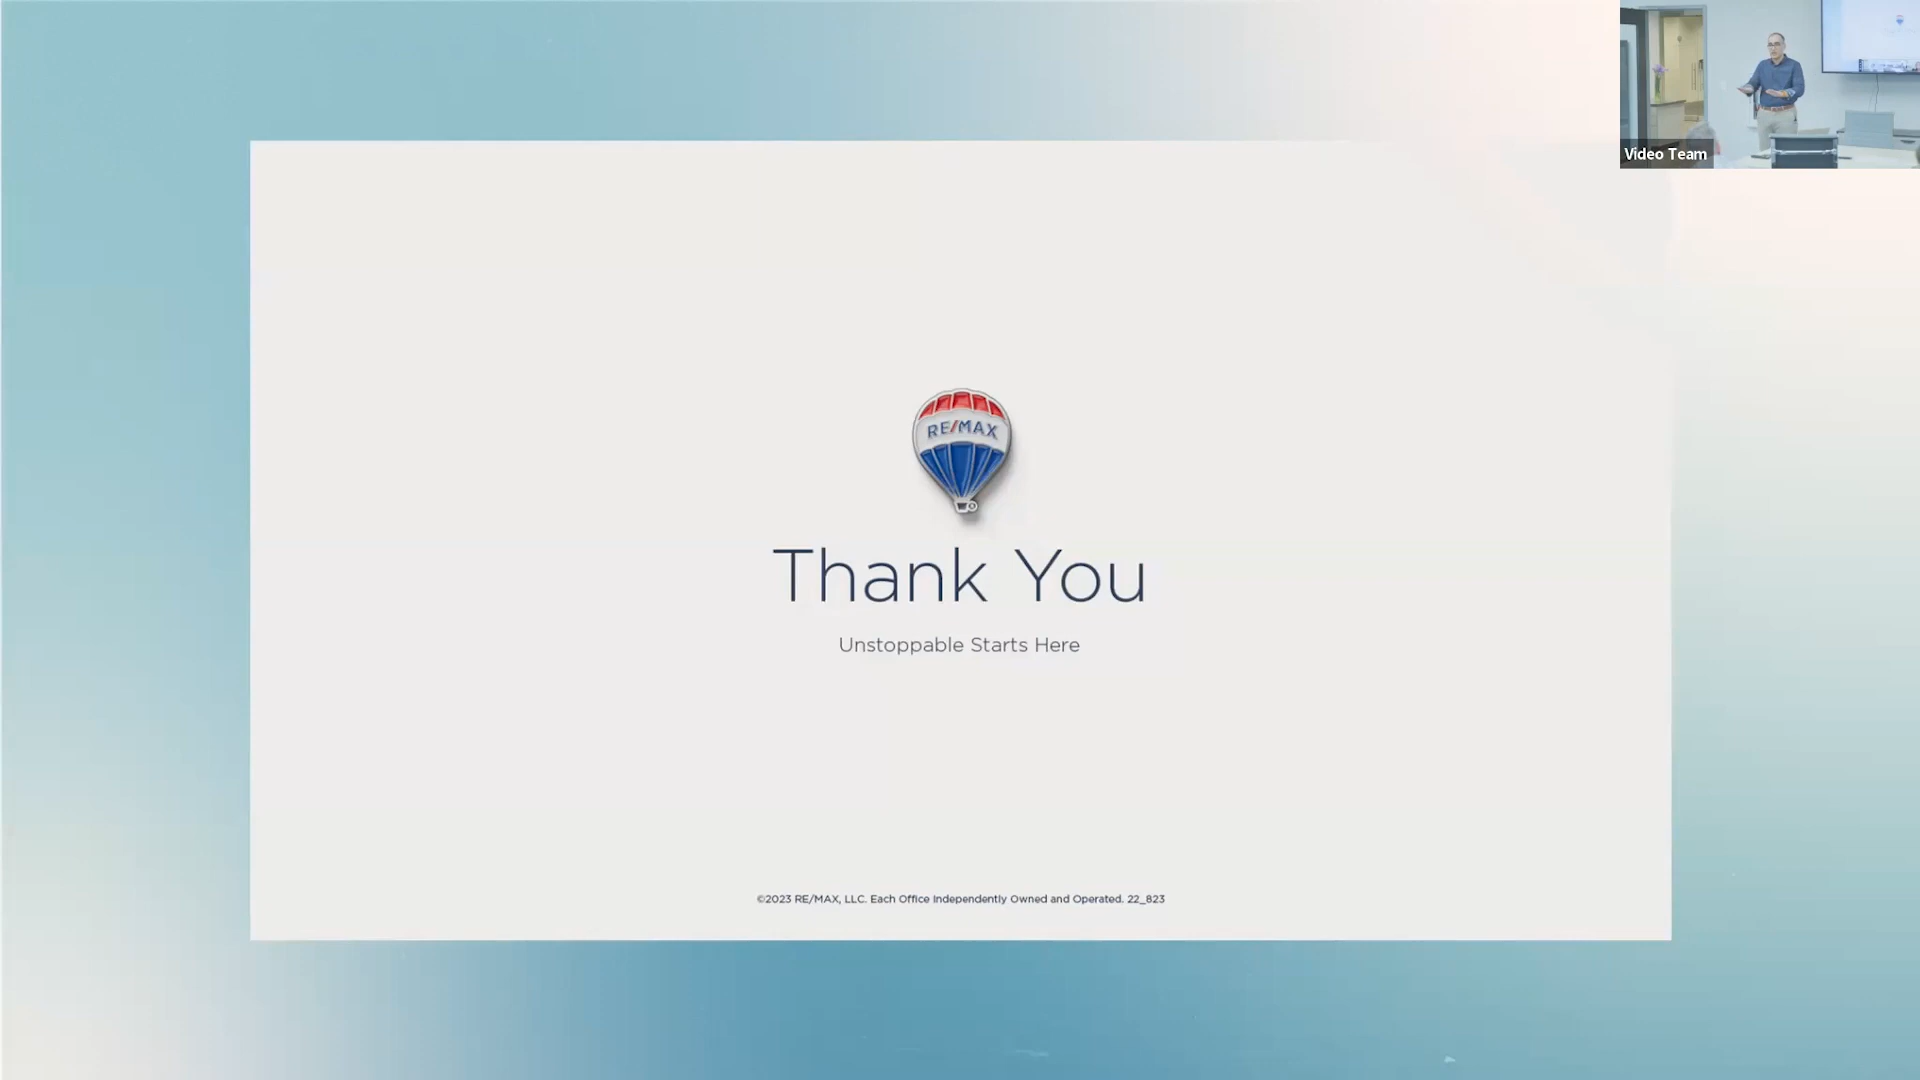 Video Team
RE/MAX
Thank You
Unstoppable Starts Here
©2023 RE/MAX, LLC. Each Office Independently Owned and Operated. 22_823